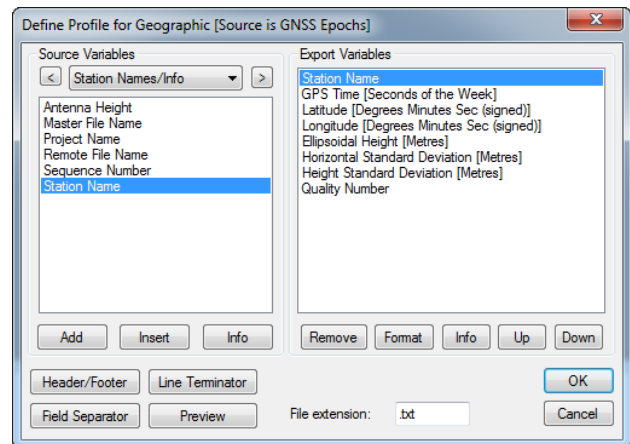 Define Profile for Geographic [Source is GNSS Epochs]
X
Source Variables
< Station Names/Info >
Antenna Height
Master File Name
Project Name
Remote File Name
Sequence Number
Station Name
Add Insert Info
Export Variables
Station Name
GPS Time [Seconds of the Week]
Latitude [Degrees Minutes Sec (signed)]
Longitude [Degrees Minutes Sec (signed)]
Ellipsoidal Height [Metres]
Horizontal Standard Deviation [Metres]
Height Standard Deviation [Metres]
Quality Number
Remove Format Info Up Down
Header/Footer Line Terminator
Field Separator Preview
File extension: .txt
OK
Cancel